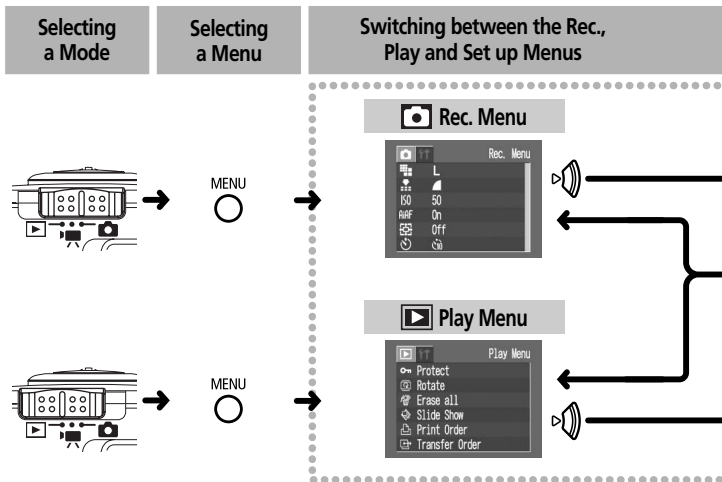 Selecting
a Mode
Selecting
a Menu
Switching between the Rec.,
Play and Set up Menus
Rec. Menu
Rec. Menu
L
ISO 50
AiAF On
Off
10
MENU
Play Menu
Play Menu
Protect
Rotate
Erase all
Slide Show
Print Order
Transfer Order
MENU